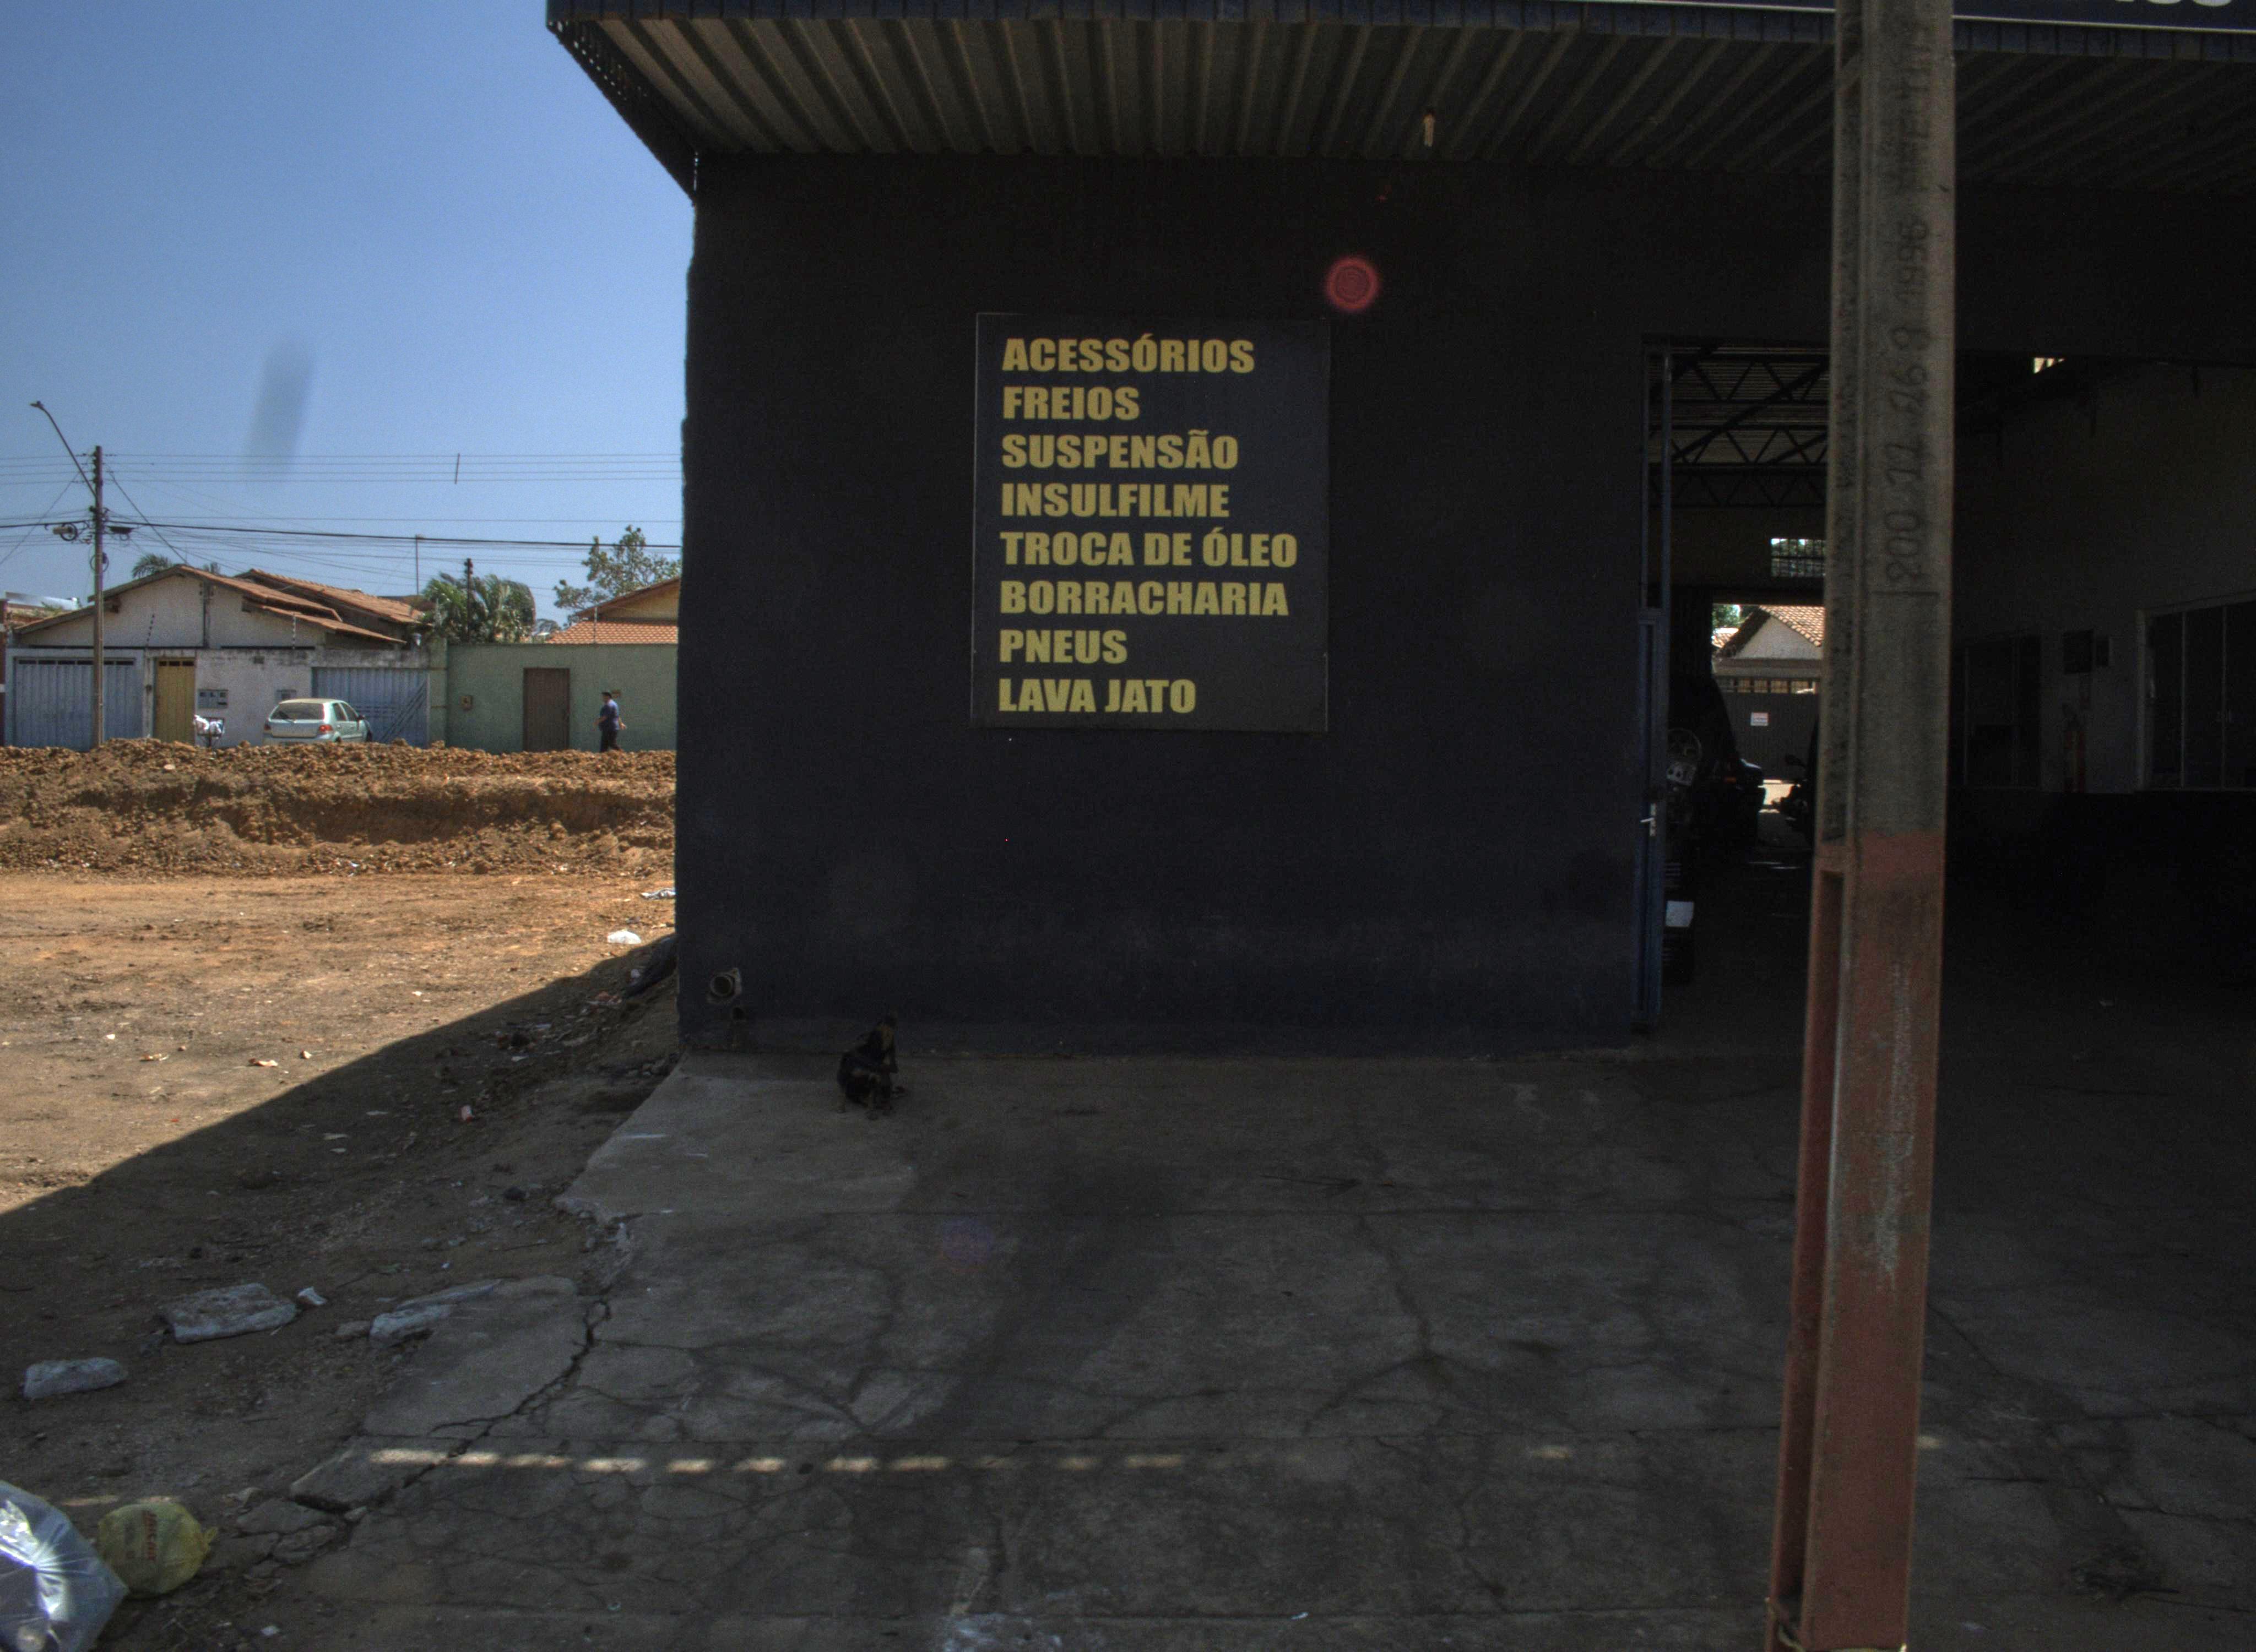 ACESSÓRIOS
FREIOS
SUSPENSÃO
INSULFILME
TROCA DE ÓLEO
BORRACHARIA
PNEUS
LAVA JATO